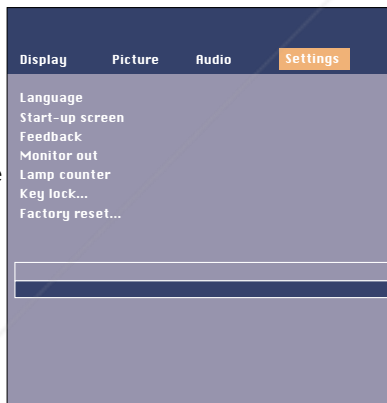 Display Picture Audio Settings
Language
Start-up screen
Feedback
Monitor out
Lamp counter
Key lock...
Factory reset...